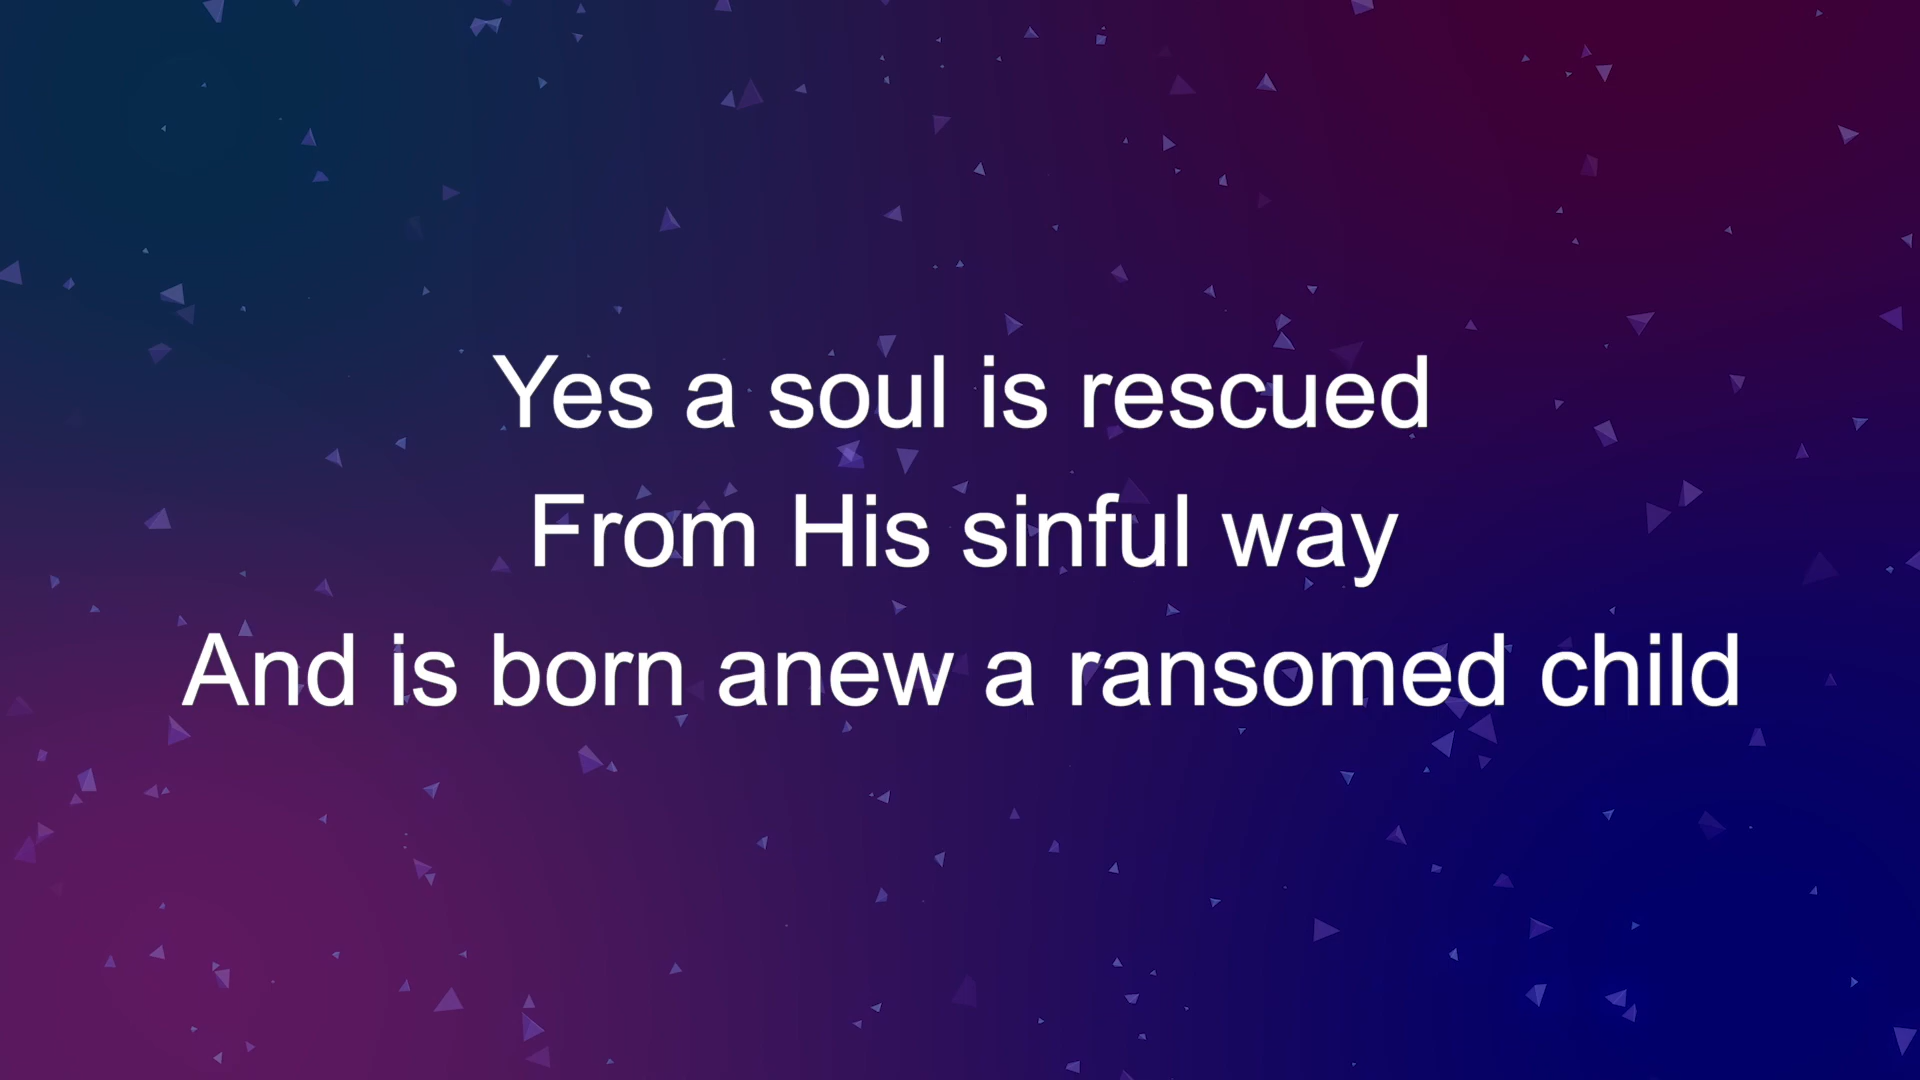 Yes a soul is rescued
From His sinful way
And is born anew a ransomed child